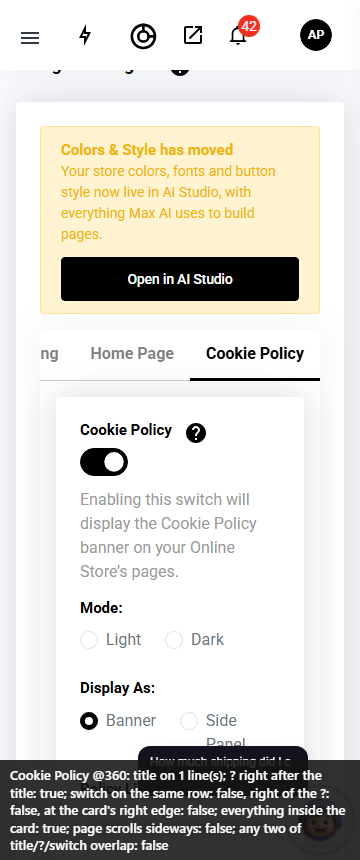 42
AP
Colors & Style has moved
Your store colors, fonts and button
style now live in AI Studio, with
everything Max AI uses to build
pages.
Open in AI Studio
ng
Home Page
Cookie Policy
Cookie Policy
Enabling this switch will
display the Cookie Policy
banner on your Online
Store's pages.
Mode:
Light
Dark
Display As:
Banner
Side
Panel
How much shipping did I c
Cookie Policy @360: title on 1 line(s); ? right after the
title: true; switch on the same row: false, right of the ?:
false, at the card's right edge: false; everything inside the
card: true; page scrolls sideways: false; any two of
title/?/switch overlap: false